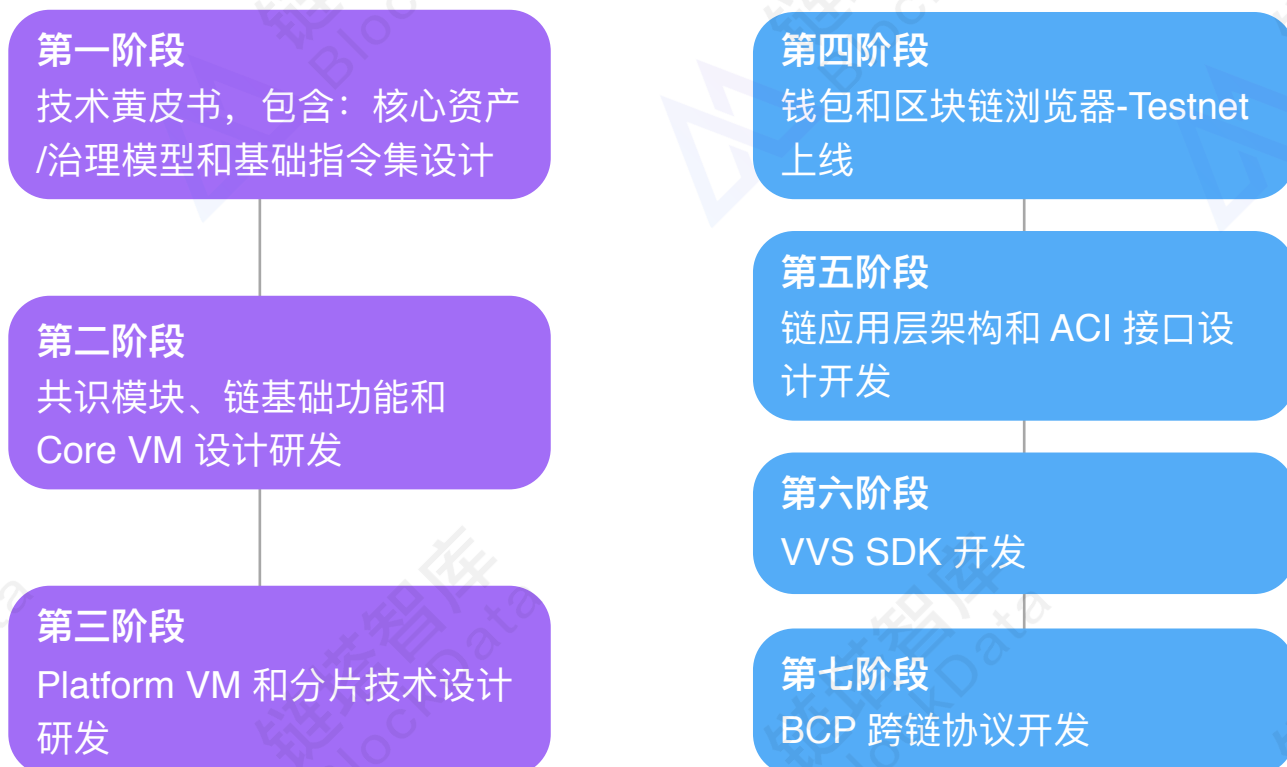 第一阶段
技术黄皮书，包含：核心资产
/治理模型和基础指令集设计
第二阶段
共识模块、链基础功能和
Core VM 设计研发
第三阶段
Platform VM 和分片技术设计
研发
第四阶段
钱包和区块链浏览器-Testnet
上线
第五阶段
链应用层架构和 ACI 接口设
计开发
第六阶段
VVS SDK 开发
第七阶段
BCP 跨链协议开发
链塔智库
BlockData